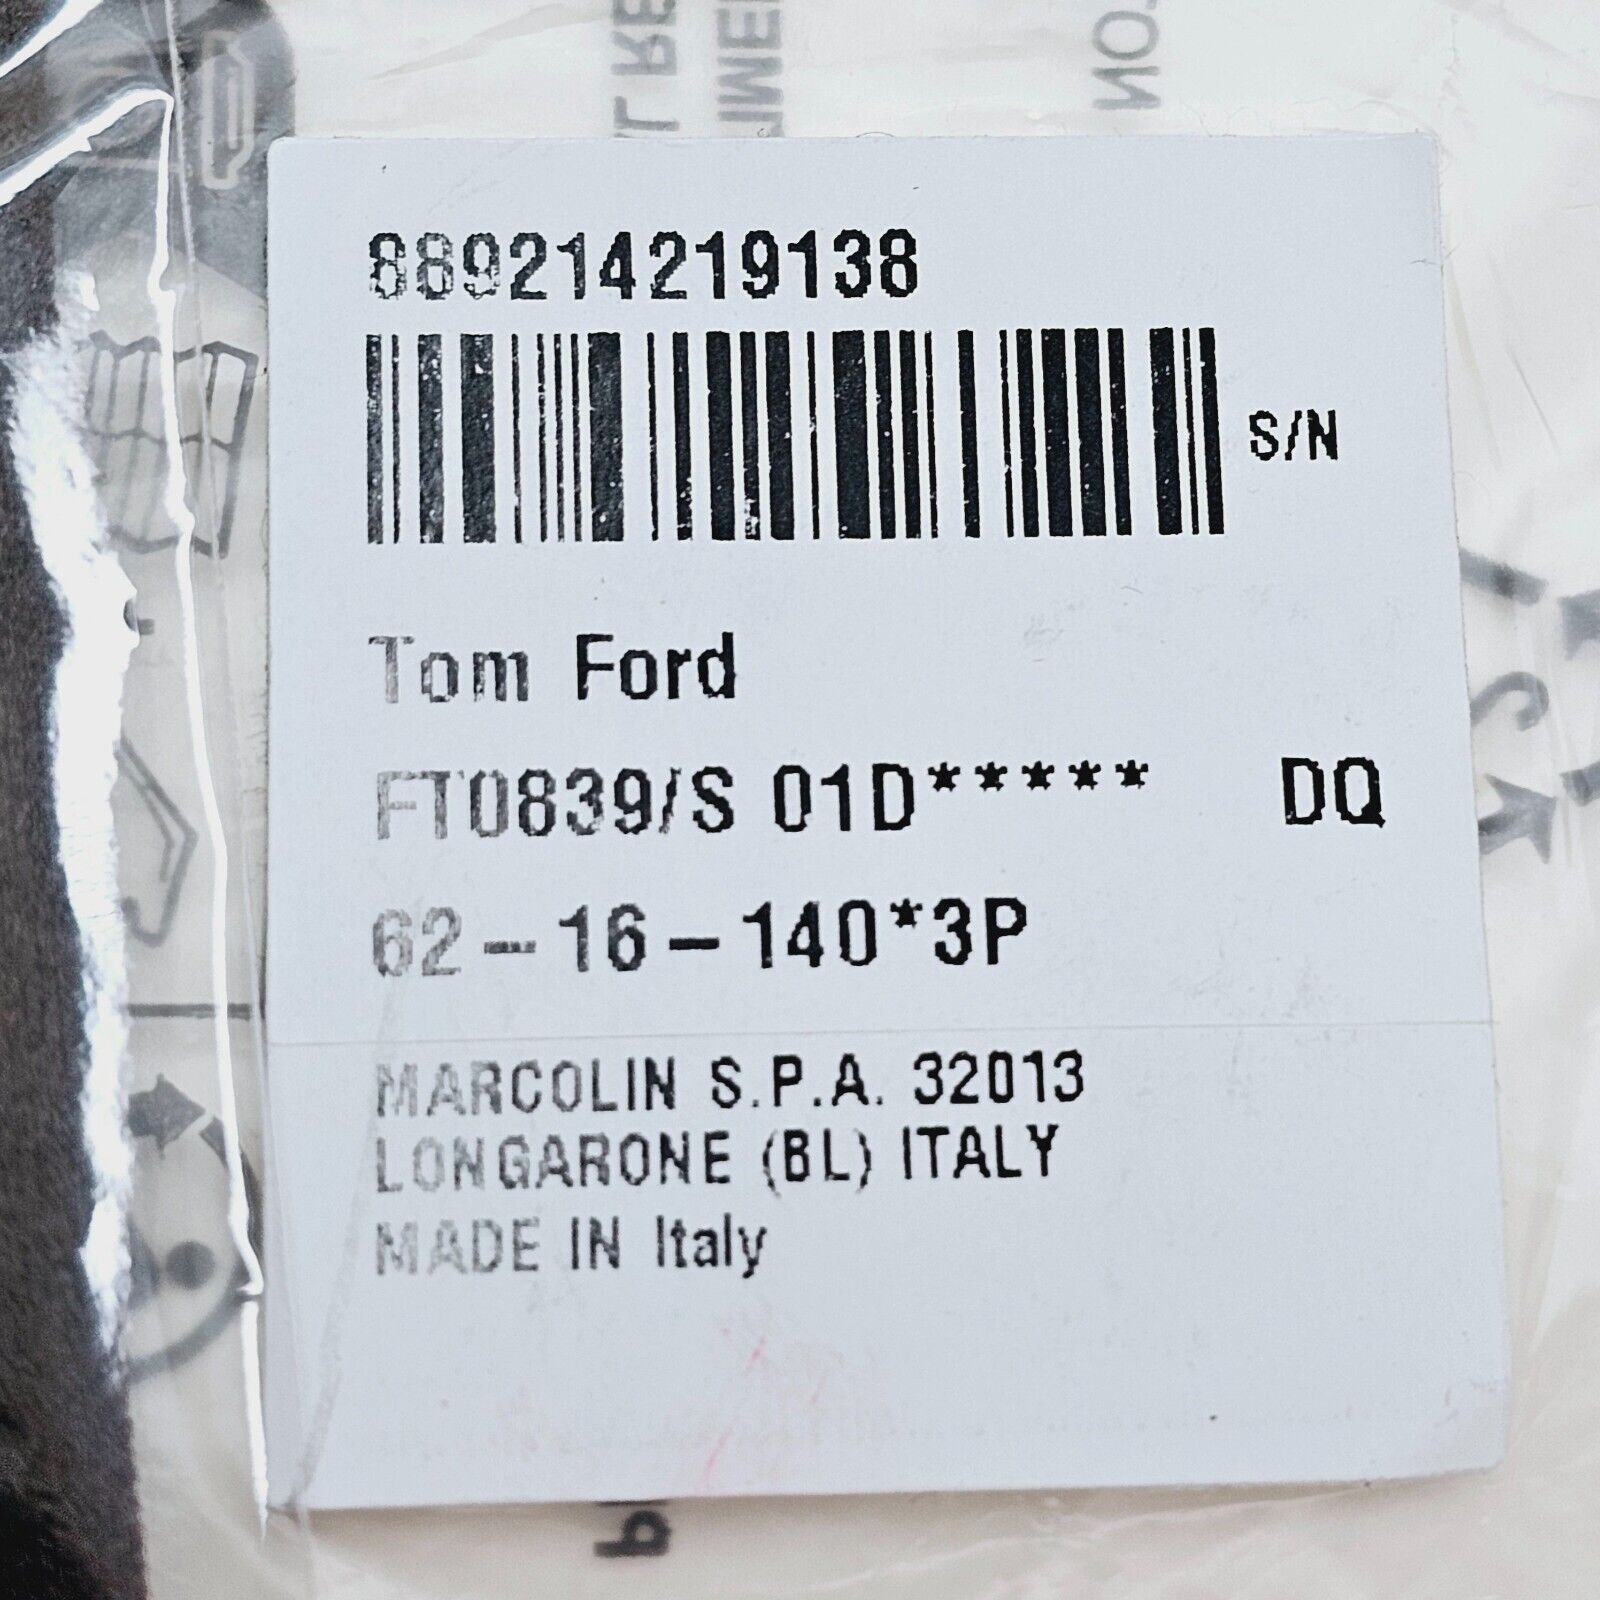 889214219138
S/N
Tom Ford
FT0839/S 01D***** DQ
62-16-140*3P
MARCOLIN S.P.A. 32013
LONGARONE (BL) ITALY
MADE IN Italy